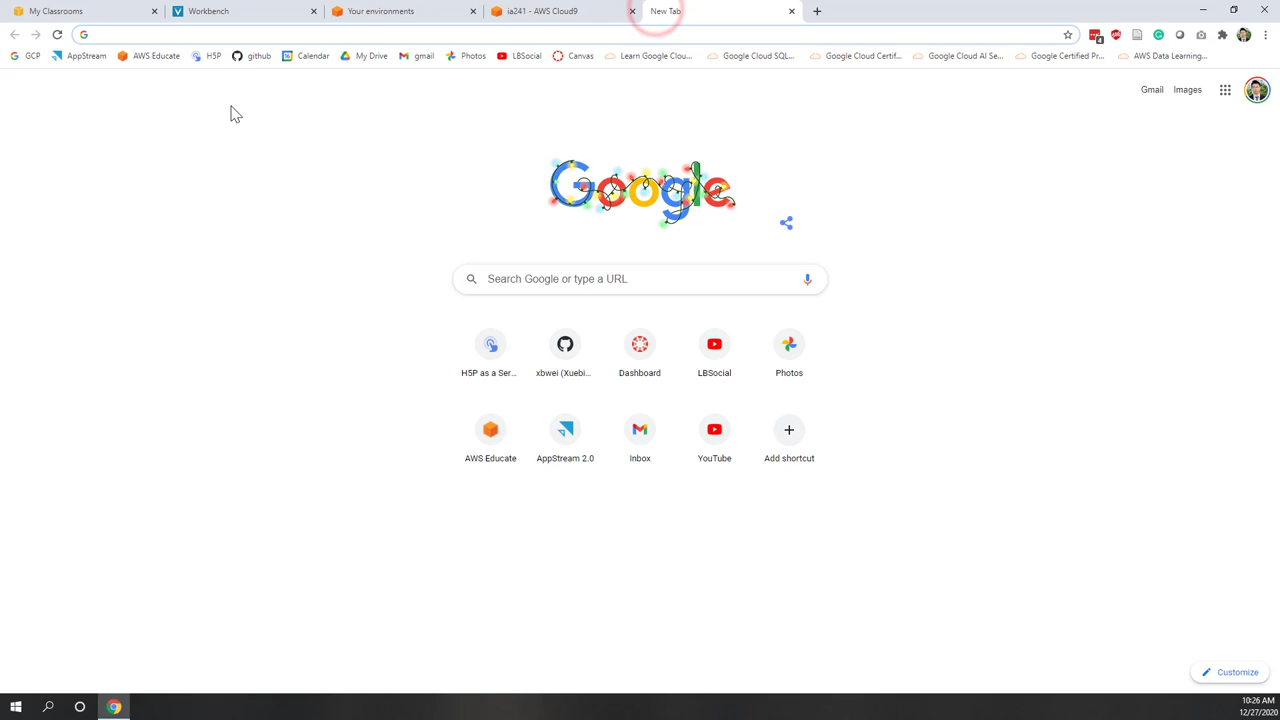 My Classrooms
Workbench
Your environments
ia241 - AWS Cloud9
New Tab
GCP
AppStream
AWS Educate
H5P
github
Calendar
My Drive
gmail
Photos
LBSocial
Canvas
Learn Google Clou...
Google Cloud SQL...
Google Cloud Certif...
Google Cloud AI Se...
Google Certified Pr...
AWS Data Learning...
Gmail
Images
Google
Search Google or type a URL
H5P as a Ser...
xbwei (Xuebi...
Dashboard
LBSocial
Photos
AWS Educate
AppStream 2.0
Inbox
YouTube
Add shortcut
Customize
10:26 AM
12/27/2020